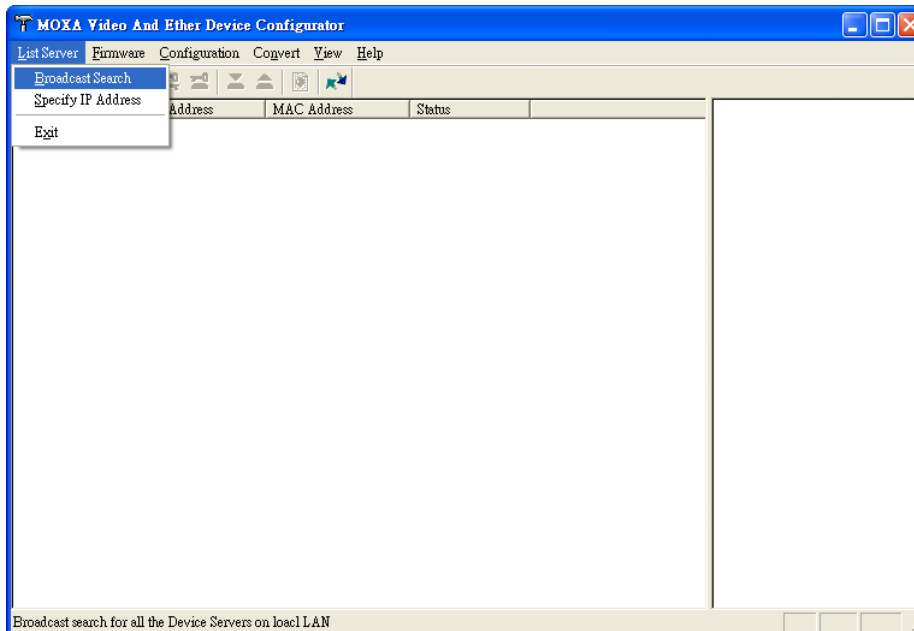 MOXA Video And Ether Device Configurator
List Server Firmware Configuration Convert View Help
Broadcast Search
Specify IP Address
Address MAC Address Status
Exit
Broadcast search for all the Device Servers on loacl LAN